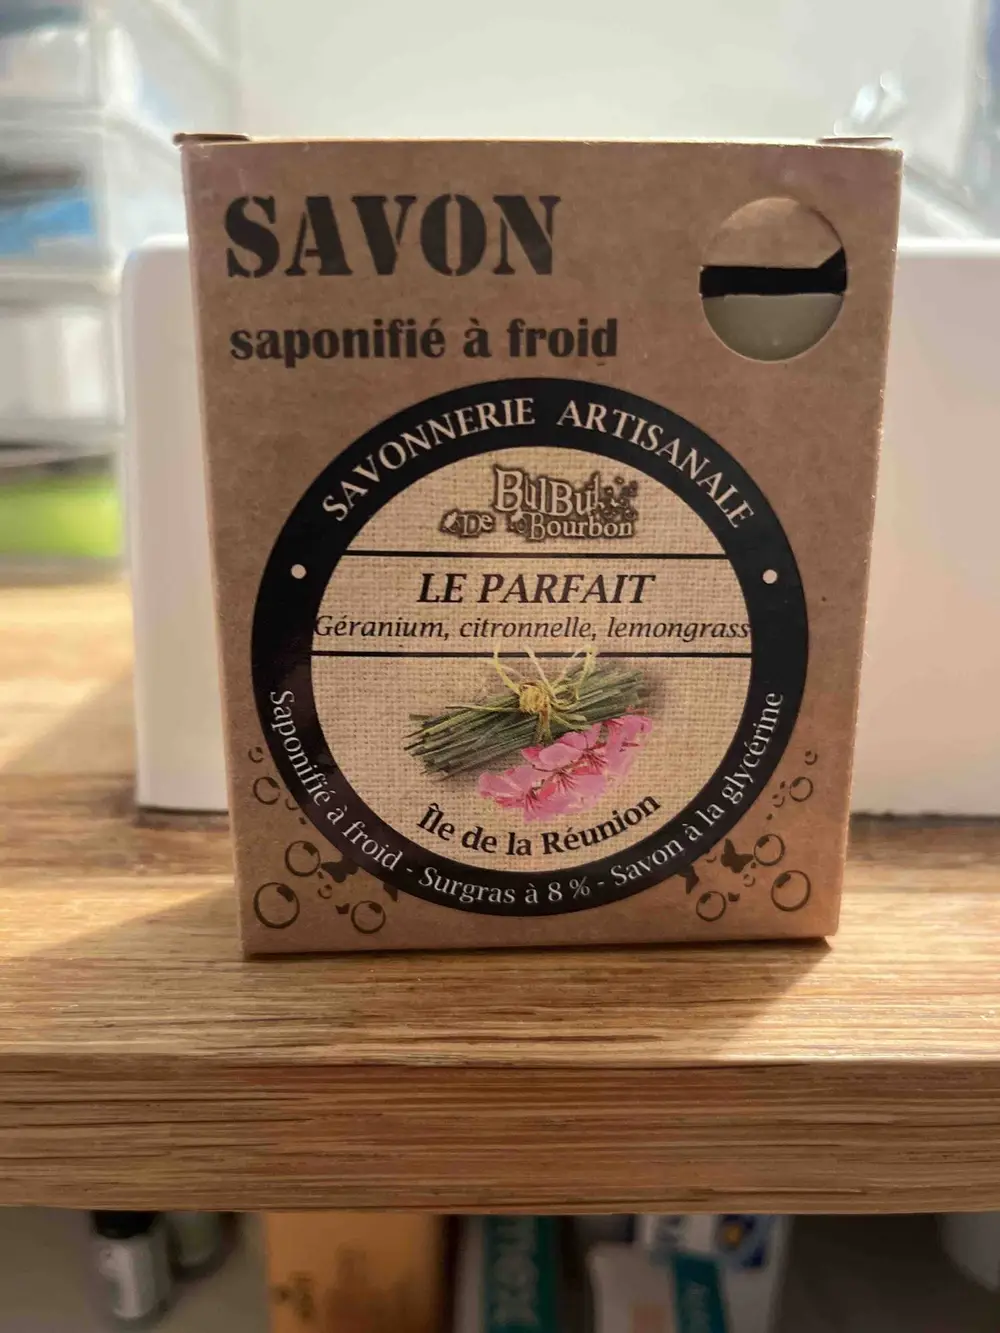 SAVON
saponifié à froid
SAVONNERIE ARTISANALE
BulBul
De Bourbon
LE PARFAIT
Géranium, citronnelle, lemongrass
Île de la Réunion
Saponifié à froid - Surgras à 8 % - Savon à la glycérine